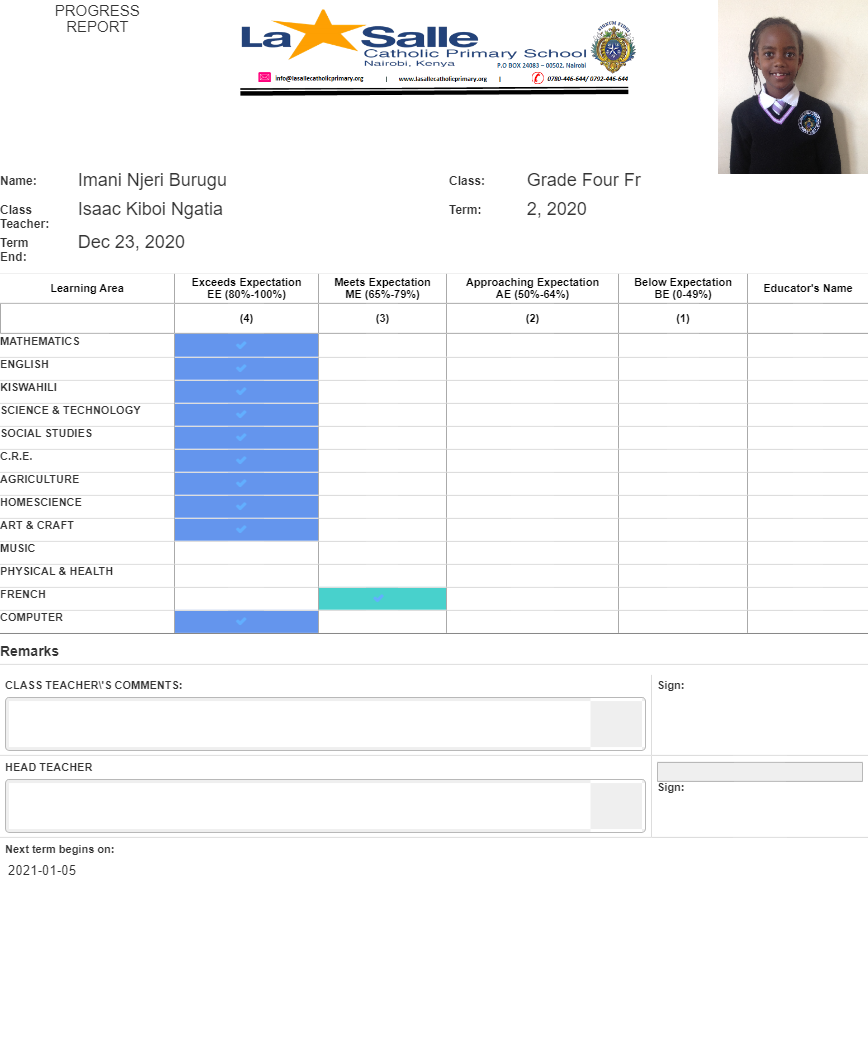 PROGRESS
REPORT
La Salle
Catholic Primary School
Nairobi, Kenya
P.O BOX 24083 – 00502, Nairobi
info@lasallecatholicprimary.org | www.lasallecatholicprimary.org | 0780-446-644/ 0792-446-644
Name: Imani Njeri Burugu Class: Grade Four Fr
Class Teacher: Isaac Kiboi Ngatia Term: 2, 2020
Term End: Dec 23, 2020
Learning Area Exceeds Expectation EE (80%-100%) Meets Expectation ME (65%-79%) Approaching Expectation AE (50%-64%) Below Expectation BE (0-49%) Educator's Name
(4) (3) (2) (1)
MATHEMATICS
ENGLISH
KISWAHILI
SCIENCE & TECHNOLOGY
SOCIAL STUDIES
C.R.E.
AGRICULTURE
HOMESCIENCE
ART & CRAFT
MUSIC
PHYSICAL & HEALTH
FRENCH
COMPUTER
Remarks
CLASS TEACHER\'S COMMENTS: Sign:
HEAD TEACHER
Sign:
Next term begins on:
2021-01-05